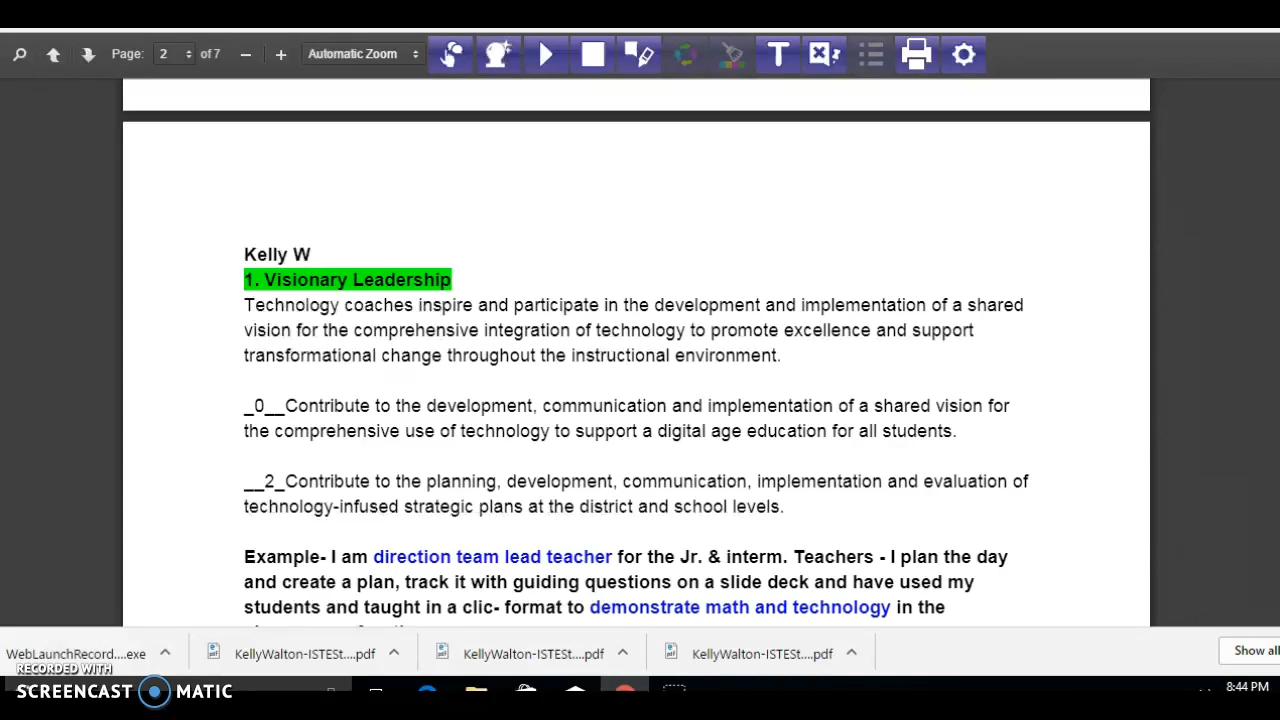 Page: 2 of 7 Automatic Zoom
Kelly W
1. Visionary Leadership
Technology coaches inspire and participate in the development and implementation of a shared
vision for the comprehensive integration of technology to promote excellence and support
transformational change throughout the instructional environment.
_0__Contribute to the development, communication and implementation of a shared vision for
the comprehensive use of technology to support a digital age education for all students.
__2_Contribute to the planning, development, communication, implementation and evaluation of
technology-infused strategic plans at the district and school levels.
Example- I am direction team lead teacher for the Jr. & interm. Teachers - I plan the day
and create a plan, track it with guiding questions on a slide deck and have used my
students and taught in a clic- format to demonstrate math and technology in the
WebLaunchRecord....exe KellyWalton-ISTESt....pdf KellyWalton-ISTESt....pdf KellyWalton-ISTESt....pdf Show all
RECORDED WITH
SCREENCAST MATIC
8:44 PM